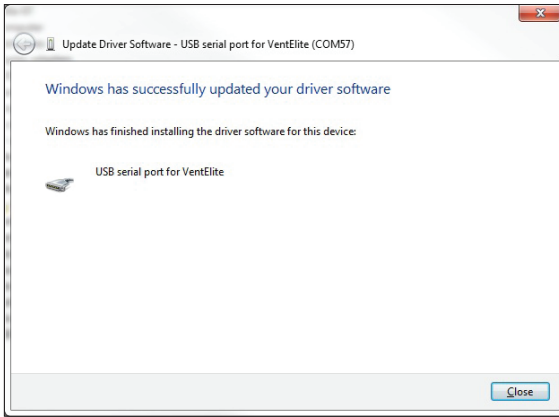 Update Driver Software - USB serial port for VentElite (COM57)
Windows has successfully updated your driver software
Windows has finished installing the driver software for this device:
USB serial port for VentElite
Close